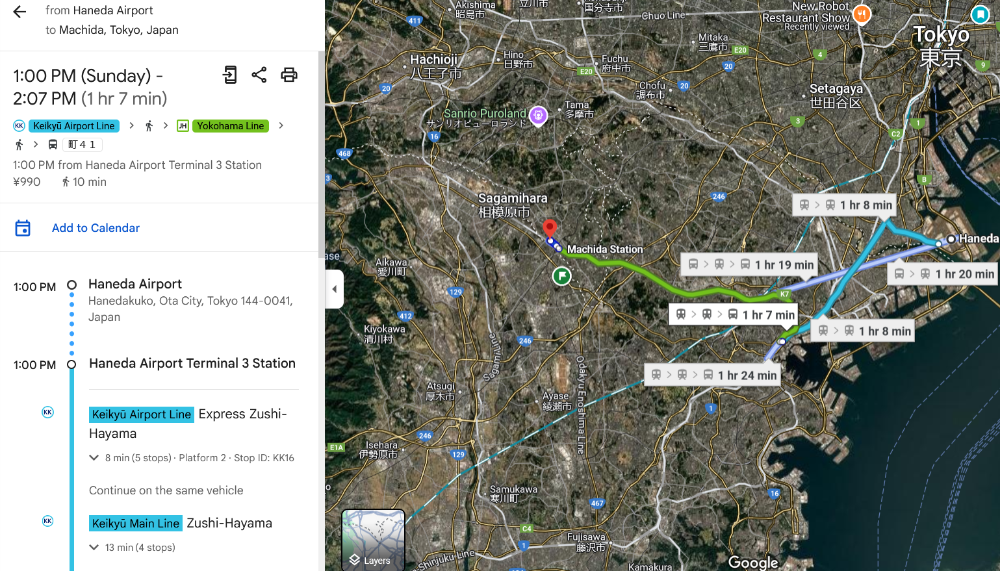 from Haneda Airport
to Machida, Tokyo, Japan
1:00 PM (Sunday) -
2:07 PM (1 hr 7 min)
KK Keikyū Airport Line
JH Yokohama Line
町４１
1:00 PM from Haneda Airport Terminal 3 Station
¥990
10 min
Add to Calendar
1:00 PM
Haneda Airport
Hanedakuko, Ota City, Tokyo 144-0041,
Japan
1:00 PM
Haneda Airport Terminal 3 Station
KK
Keikyū Airport Line Express Zushi-
Hayama
8 min (5 stops) · Platform 2 · Stop ID: KK16
Continue on the same vehicle
KK
Keikyū Main Line Zushi-Hayama
13 min (4 stops)
Akishima
昭島市
立川市
国分寺市
Chuo Line
New Robot
Restaurant Show
Recently viewed
Tokyo
東京
411
Mitaka
三鷹市
E20
4
9
Hachioji
八王子市
Hino
日野市
Fuchu
府中市
E20
20
20
Chofu
調布市
20
Setagaya
世田谷区
Sanrio Puroland
サンリオピューロランド
Tama
多摩市
3
1
C2
16
468
3
B
246
Sagamihara
相模原市
1 hr 8 min
Machida Station
Haneda
ase
Aikawa
愛川町
1 hr 19 min
1 hr 20 min
129
K7
412
1 hr 7 min
1 hr 8 min
Kiyokawa
清川村
246
Sagami Line
Odakyu Enoshima Line
1 hr 24 min
Atsugi
厚木市
Ayase
綾瀬市
1
246
E1A
Isehara
伊勢原市
129
o
Samukawa
寒川町
467
16
C4
1
Fujisawa
藤沢市
Layers
-Shinjuku Line
Google
Kamakura